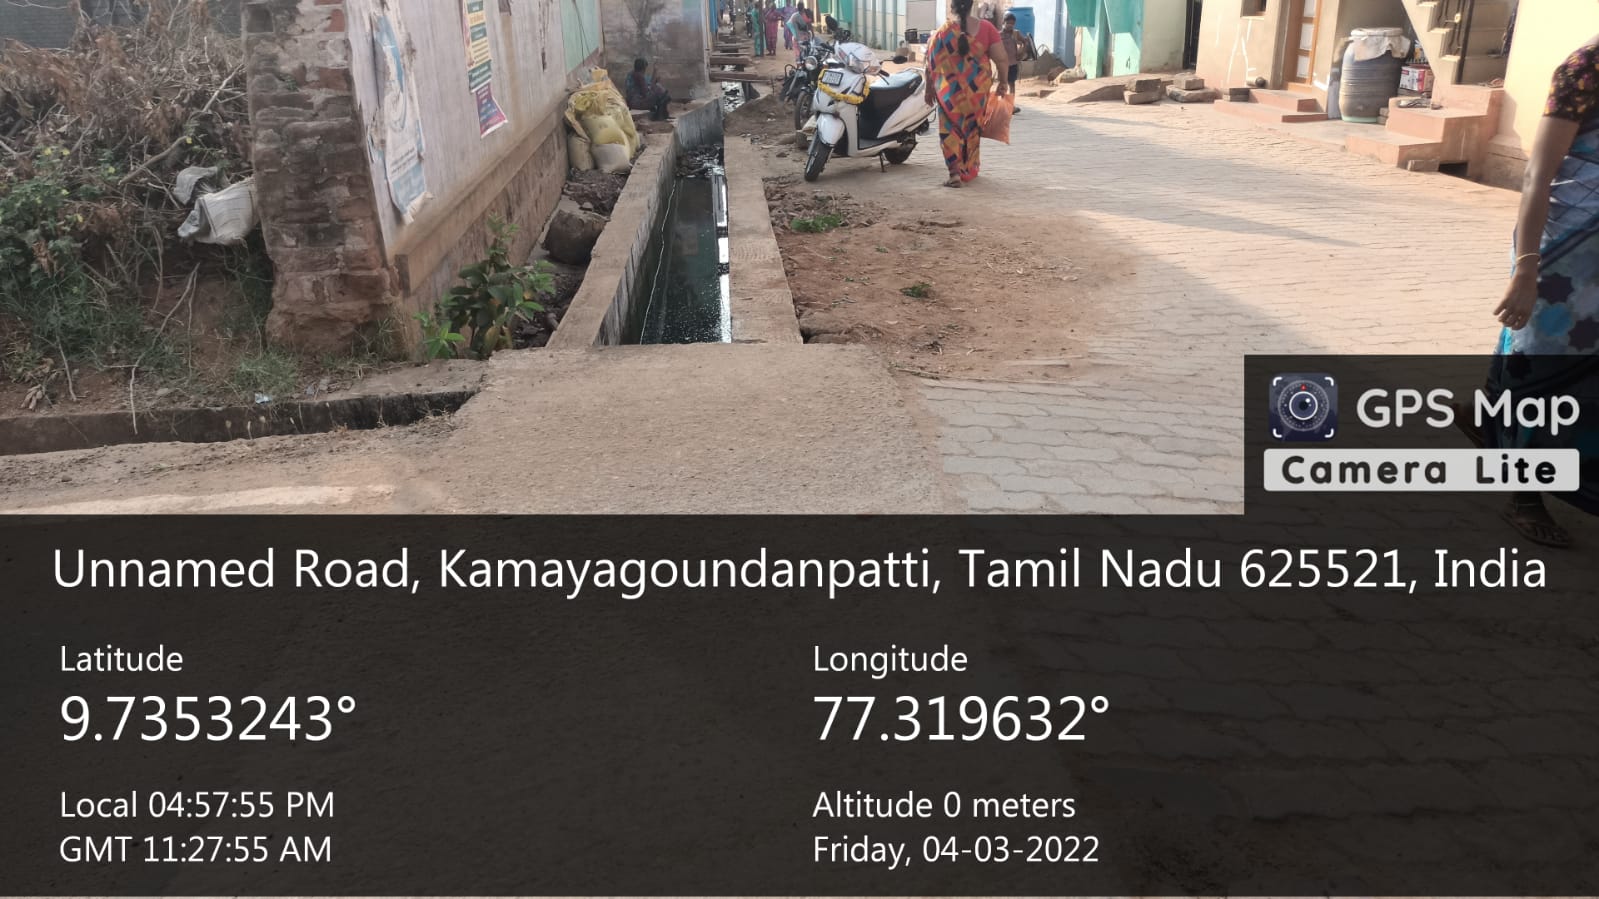 GPS Map
Camera Lite
Unnamed Road, Kamayagoundanpatti, Tamil Nadu 625521, India
Latitude
9.7353243°
Longitude
77.319632°
Local 04:57:55 PM
GMT 11:27:55 AM
Altitude 0 meters
Friday, 04-03-2022